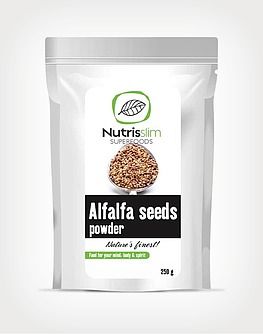 Nutrisslim
SUPERFOODS
Alfalfa seeds
powder
Nature's finest!
Food for your mind, body & spirit
250 g